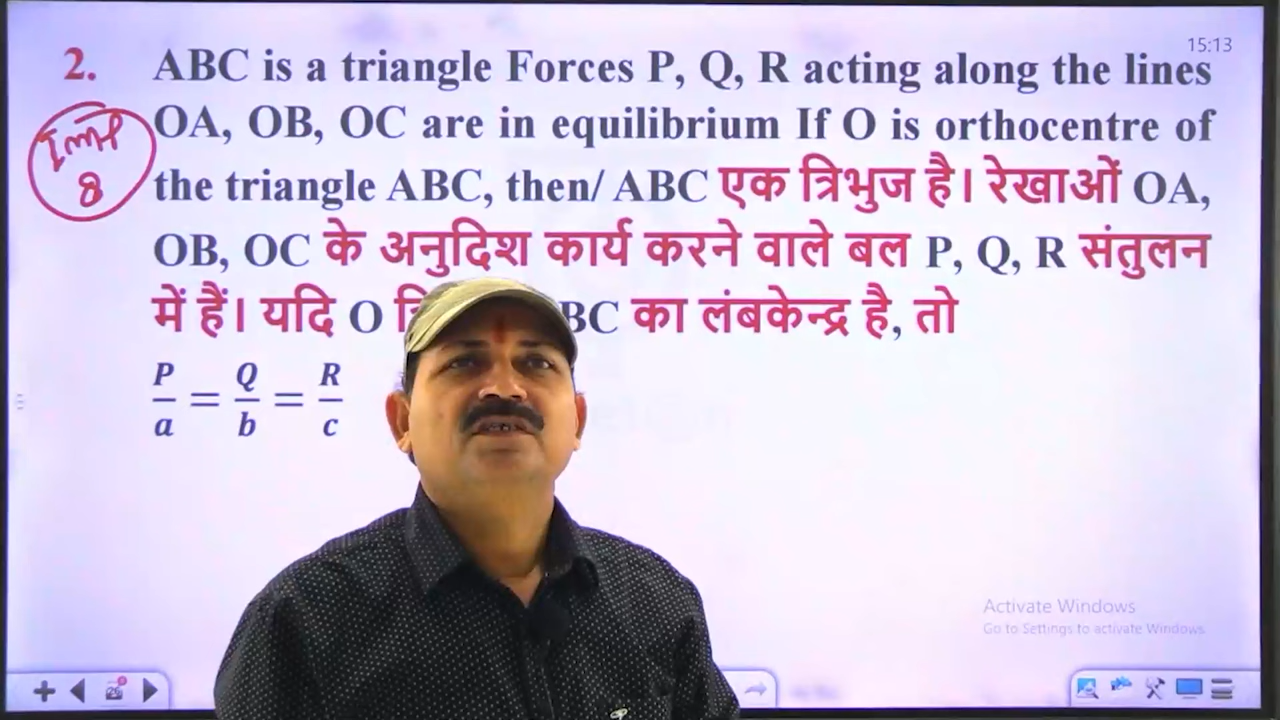 15:13
2. ABC is a triangle Forces P, Q, R acting along the lines
OA, OB, OC are in equilibrium If O is orthocentre of
the triangle ABC, then/ ABC एक त्रिभुज है। रेखाओं OA,
OB, OC के अनुदिश कार्य करने वाले बल P, Q, R संतुलन
में हैं। यदि O BC का लंबकेन्द्र है, तो
P/a = Q/b = R/c
Imp
8
Activate Windows
Go to Settings to activate Windows.